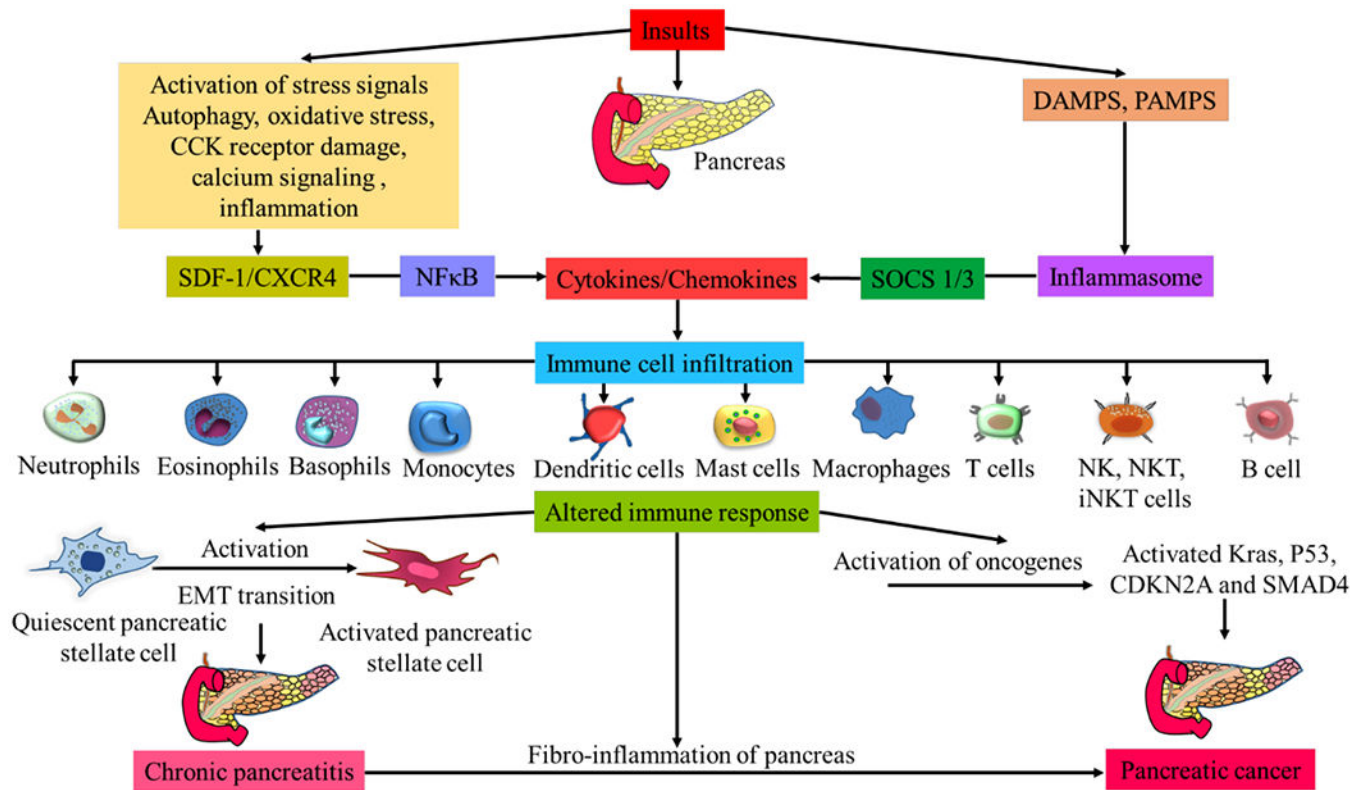 Insults
Activation of stress signals
Autophagy, oxidative stress,
CCK receptor damage,
calcium signaling ,
inflammation
Pancreas
DAMPS, PAMPS
SDF-1/CXCR4
NFκB
Cytokines/Chemokines
SOCS 1/3
Inflammasome
Immune cell infiltration
Neutrophils
Eosinophils
Basophils
Monocytes
Dendritic cells
Mast cells
Macrophages
T cells
NK, NKT,
iNKT cells
B cell
Altered immune response
Activation
EMT transition
Quiescent pancreatic
stellate cell
Activated pancreatic
stellate cell
Activation of oncogenes
Activated Kras, P53,
CDKN2A and SMAD4
Chronic pancreatitis
Fibro-inflammation of pancreas
Pancreatic cancer